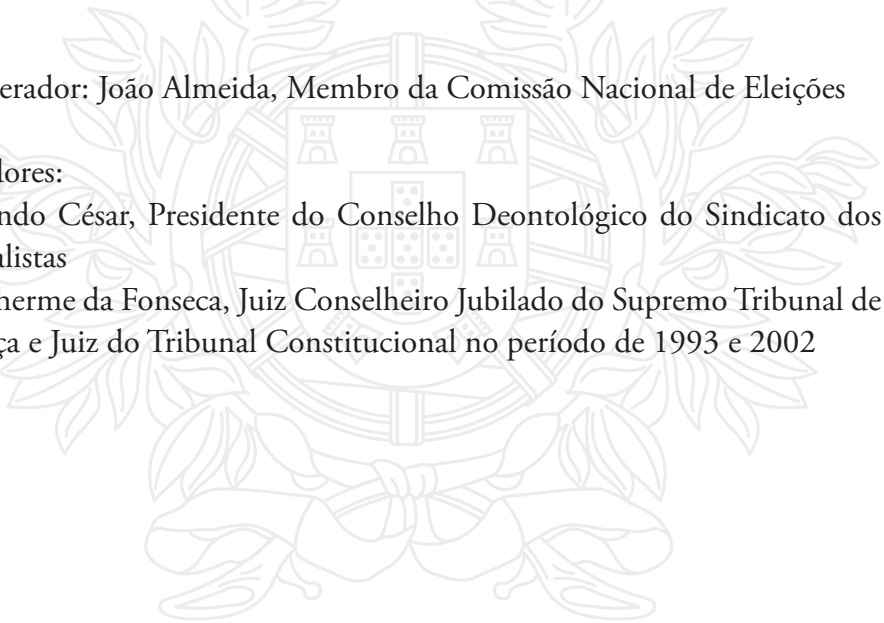 erador: João Almeida, Membro da Comissão Nacional de Eleições
dores:
ndo César, Presidente do Conselho Deontológico do Sindicato dos
alistas
herme da Fonseca, Juiz Conselheiro Jubilado do Supremo Tribunal de
ça e Juiz do Tribunal Constitucional no período de 1993 e 2002